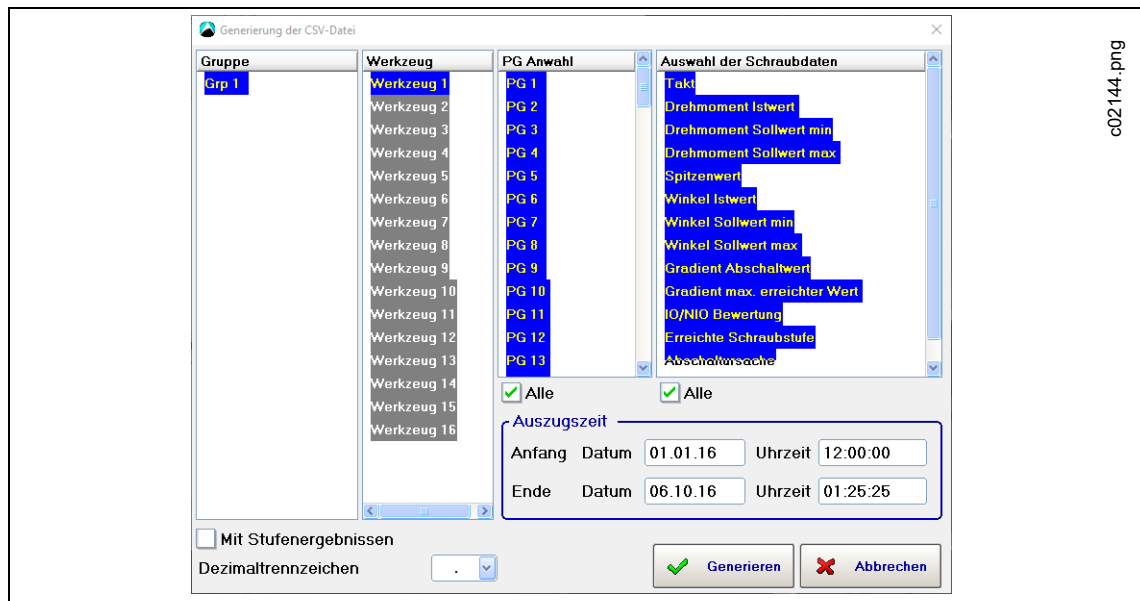 Generierung der CSV-Datei
Gruppe
Grp 1
Werkzeug
Werkzeug 1
Werkzeug 2
Werkzeug 3
Werkzeug 4
Werkzeug 5
Werkzeug 6
Werkzeug 7
Werkzeug 8
Werkzeug 9
Werkzeug 10
Werkzeug 11
Werkzeug 12
Werkzeug 13
Werkzeug 14
Werkzeug 15
Werkzeug 16
PG Anwahl
PG 1
PG 2
PG 3
PG 4
PG 5
PG 6
PG 7
PG 8
PG 9
PG 10
PG 11
PG 12
PG 13
Alle
Auswahl der Schraubdaten
Takt
Drehmoment Istwert
Drehmoment Sollwert min
Drehmoment Sollwert max
Spitzenwert
Winkel Istwert
Winkel Sollwert min
Winkel Sollwert max
Gradient Abschaltwert
Gradient max. erreichter Wert
IO/NIO Bewertung
Erreichte Schraubstufe
Abschaltursache
Alle
Auszugszeit
Anfang Datum 01.01.16 Uhrzeit 12:00:00
Ende Datum 06.10.16 Uhrzeit 01:25:25
Mit Stufenergebnissen
Dezimaltrennzeichen .
Generieren
Abbrechen
c02144.png